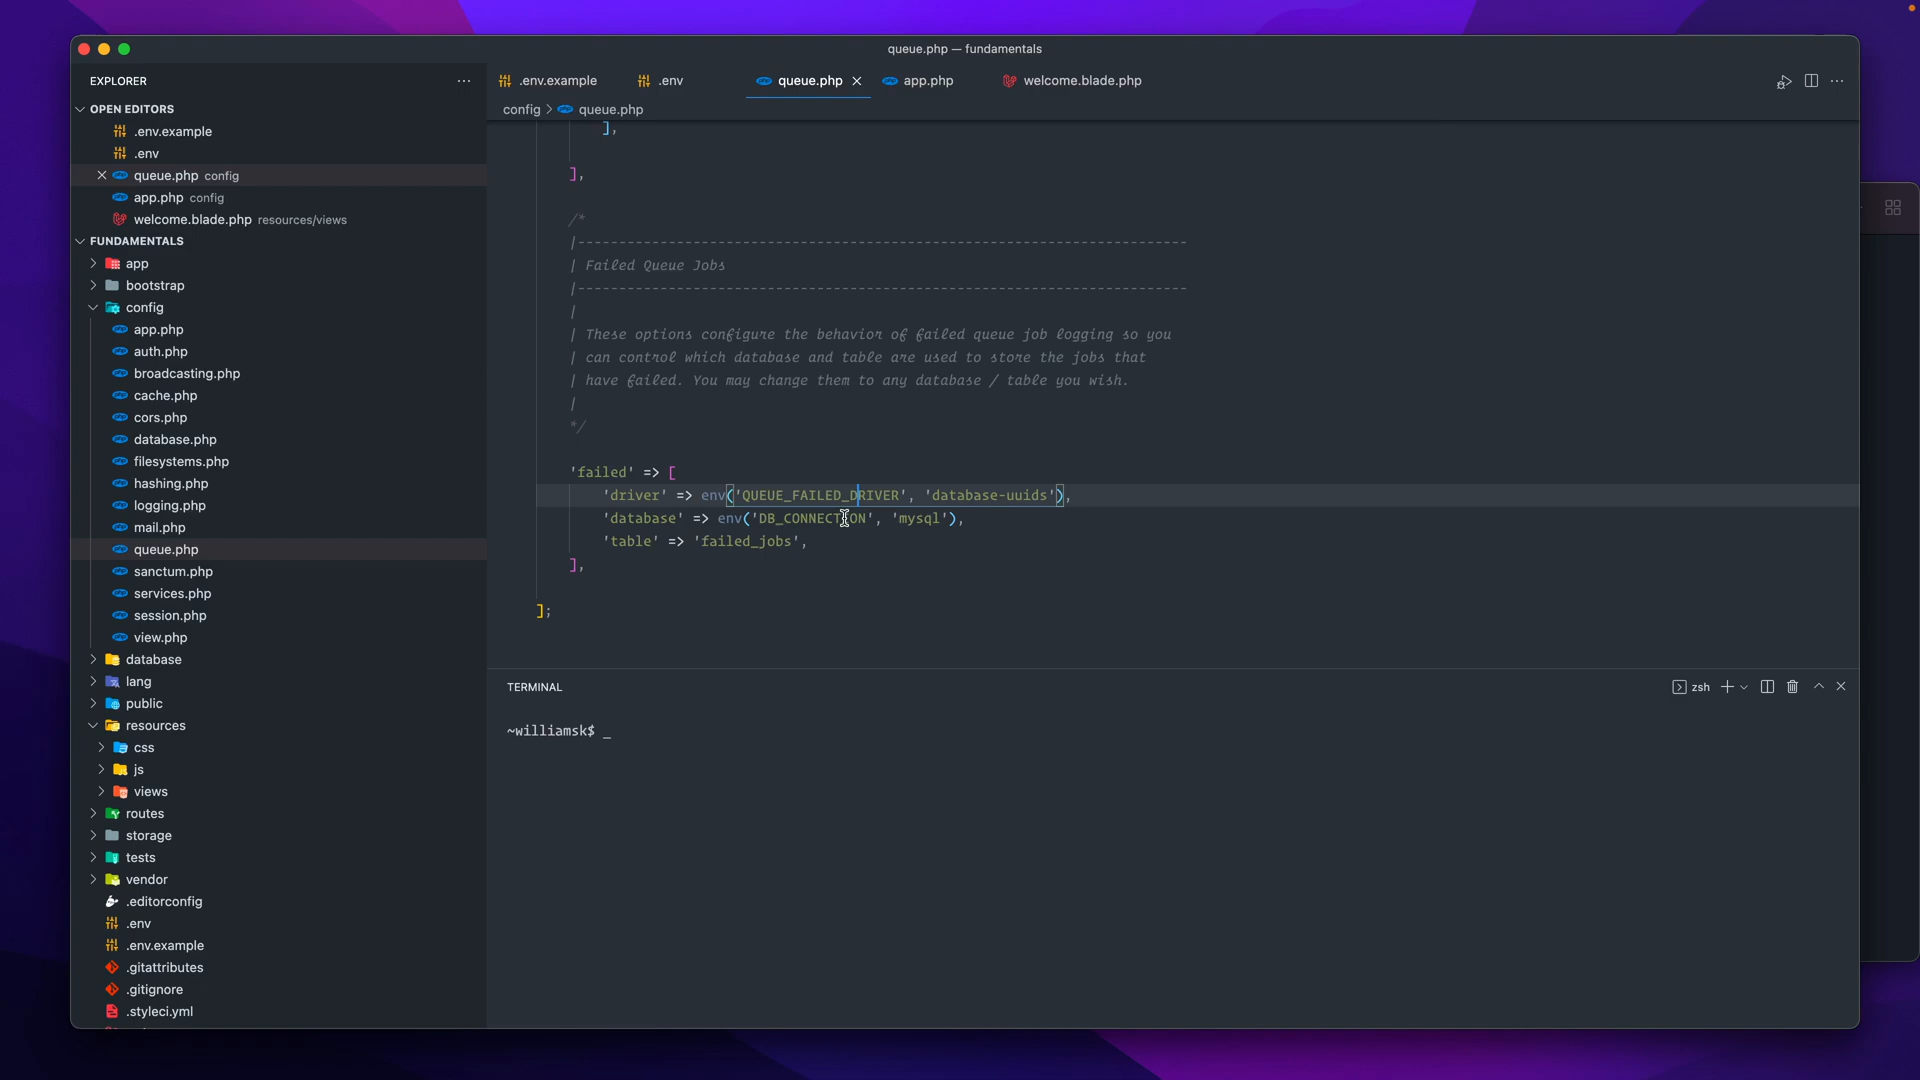 queue.php — fundamentals
EXPLORER
.env.example
.env
queue.php
app.php
welcome.blade.php
OPEN EDITORS
config > queue.php
.env.example
.env
queue.php config
app.php config
welcome.blade.php resources/views
FUNDAMENTALS
app
bootstrap
config
app.php
auth.php
broadcasting.php
cache.php
cors.php
database.php
filesystems.php
hashing.php
logging.php
mail.php
queue.php
sanctum.php
services.php
session.php
view.php
database
lang
public
resources
css
js
views
routes
storage
tests
vendor
.editorconfig
.env
.env.example
.gitattributes
.gitignore
.styleci.yml
],
],
/*
|--------------------------------------------------------------------------
| Failed Queue Jobs
|--------------------------------------------------------------------------
|
| These options configure the behavior of failed queue job logging so you
| can control which database and table are used to store the jobs that
| have failed. You may change them to any database / table you wish.
|
*/
'failed' => [
'driver' => env('QUEUE_FAILED_DRIVER', 'database-uuids'),
'database' => env('DB_CONNECTION', 'mysql'),
'table' => 'failed_jobs',
],
];
TERMINAL
zsh
~williamsk$ _